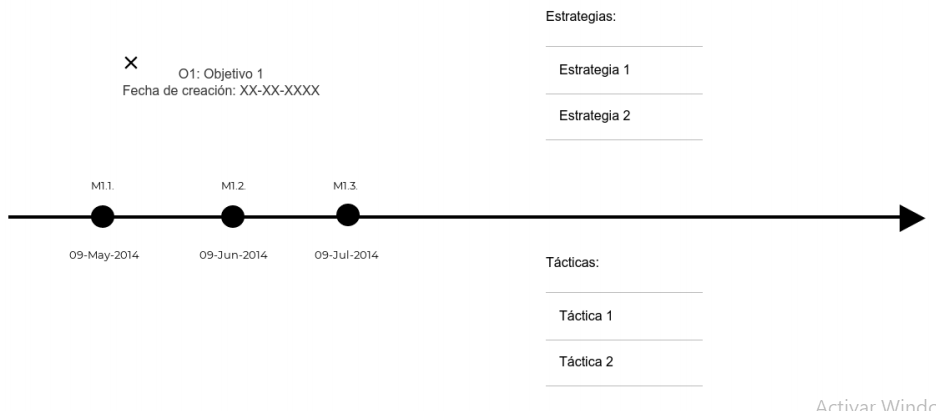 Estrategias:
Estrategia 1
Estrategia 2
O1: Objetivo 1
Fecha de creación: XX-XX-XXXX
M1.1.
M1.2.
M1.3.
09-May-2014
09-Jun-2014
09-Jul-2014
Tácticas:
Táctica 1
Táctica 2
Activar